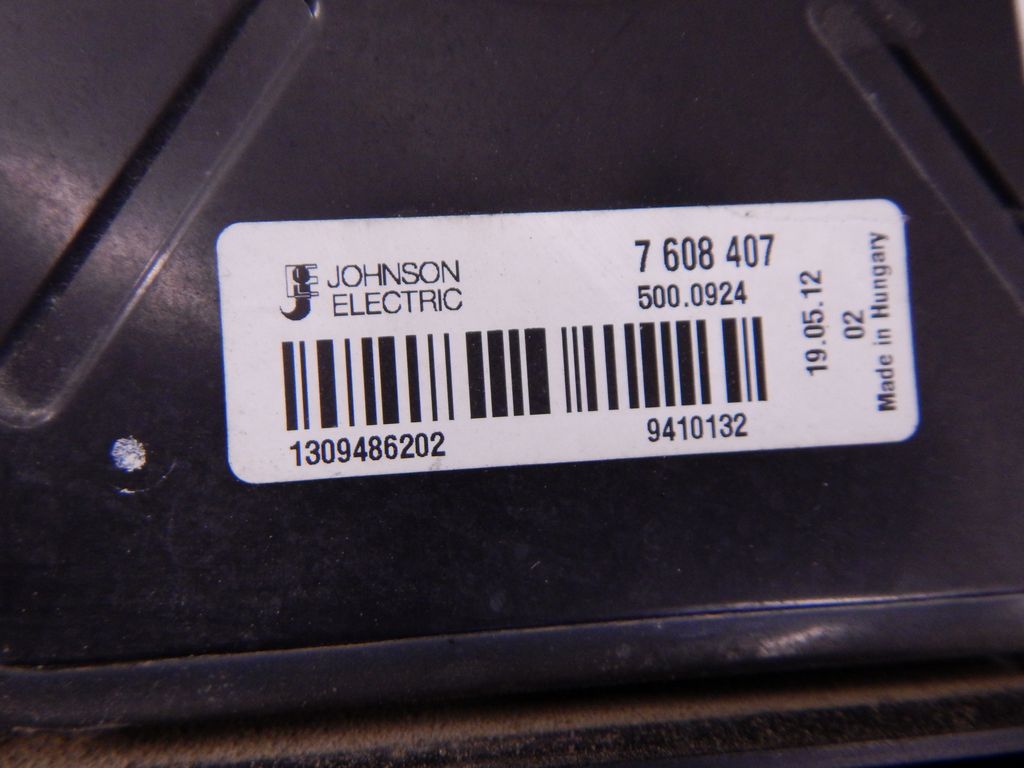 JOHNSON
ELECTRIC
7 608 407
500.0924
1309486202
9410132
19.05.12
02
Made in Hungary